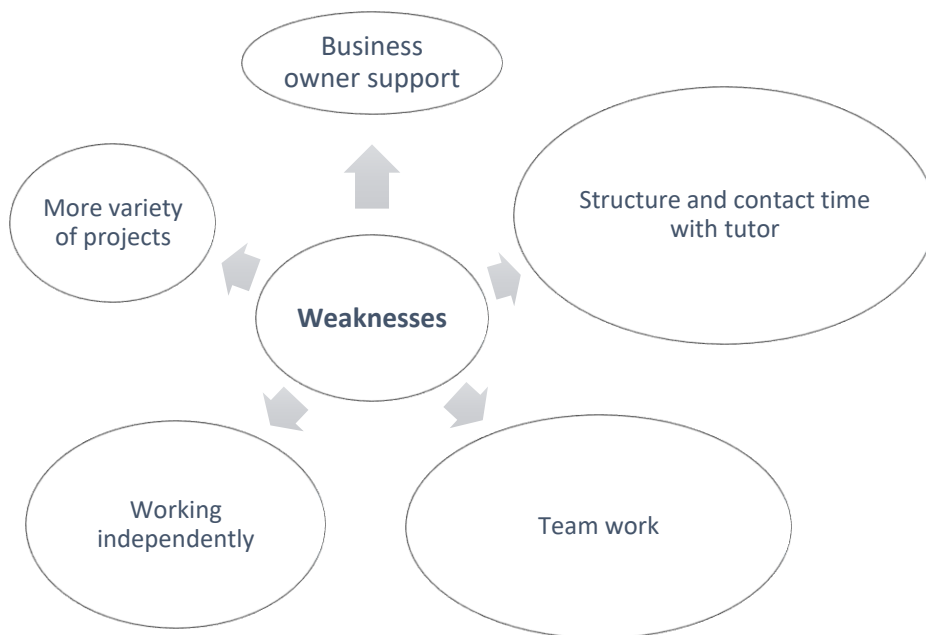 Business
owner support
More variety
of projects
Structure and contact time
with tutor
Weaknesses
Working
independently
Team work